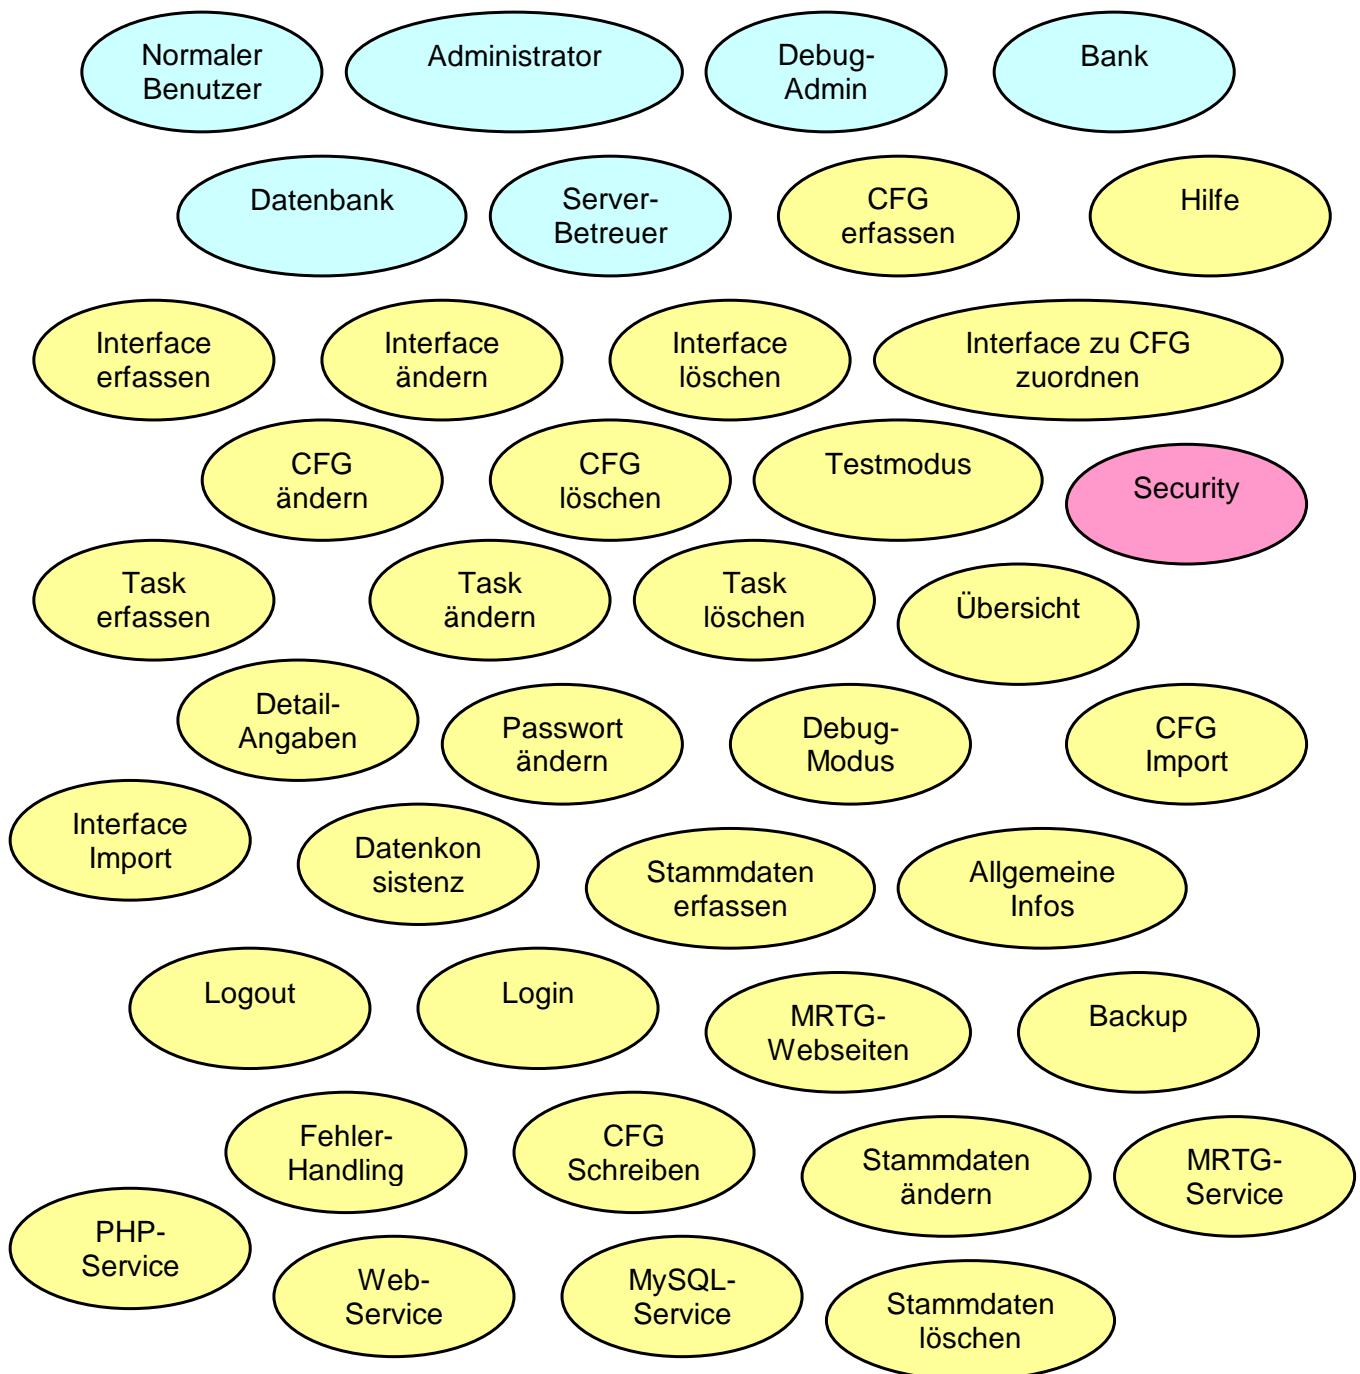 Normaler
Benutzer
Administrator
Debug-
Admin
Bank
Datenbank
Server-
Betreuer
CFG
erfassen
Hilfe
Interface
erfassen
Interface
ändern
Interface
löschen
Interface zu CFG
zuordnen
CFG
ändern
CFG
löschen
Testmodus
Security
Task
erfassen
Task
ändern
Task
löschen
Übersicht
Detail-
Angaben
Passwort
ändern
Debug-
Modus
CFG
Import
Interface
Import
Datenkon
sistenz
Stammdaten
erfassen
Allgemeine
Infos
Logout
Login
MRTG-
Webseiten
Backup
Fehler-
Handling
CFG
Schreiben
Stammdaten
ändern
MRTG-
Service
PHP-
Service
Web-
Service
MySQL-
Service
Stammdaten
löschen